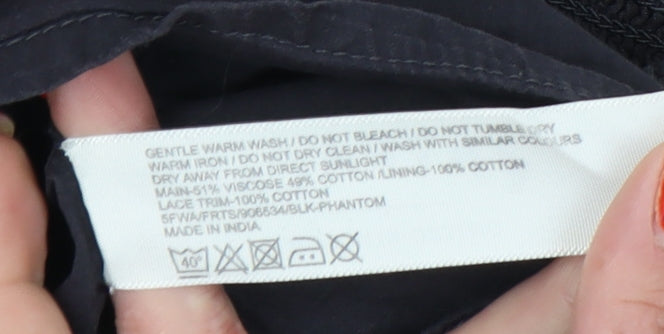 GENTLE WARM WASH / DO NOT BLEACH / DO NOT TUMBLE DRY
WARM IRON / DO NOT DRY CLEAN / WASH WITH SIMILAR COLOURS
DRY AWAY FROM DIRECT SUNLIGHT
MAIN-51% VISCOSE 49% COTTON /LINING-100% COTTON
LACE TRIM-100% COTTON
5FWA/FRTS/906534/BLK-PHANTOM
MADE IN INDIA
40°